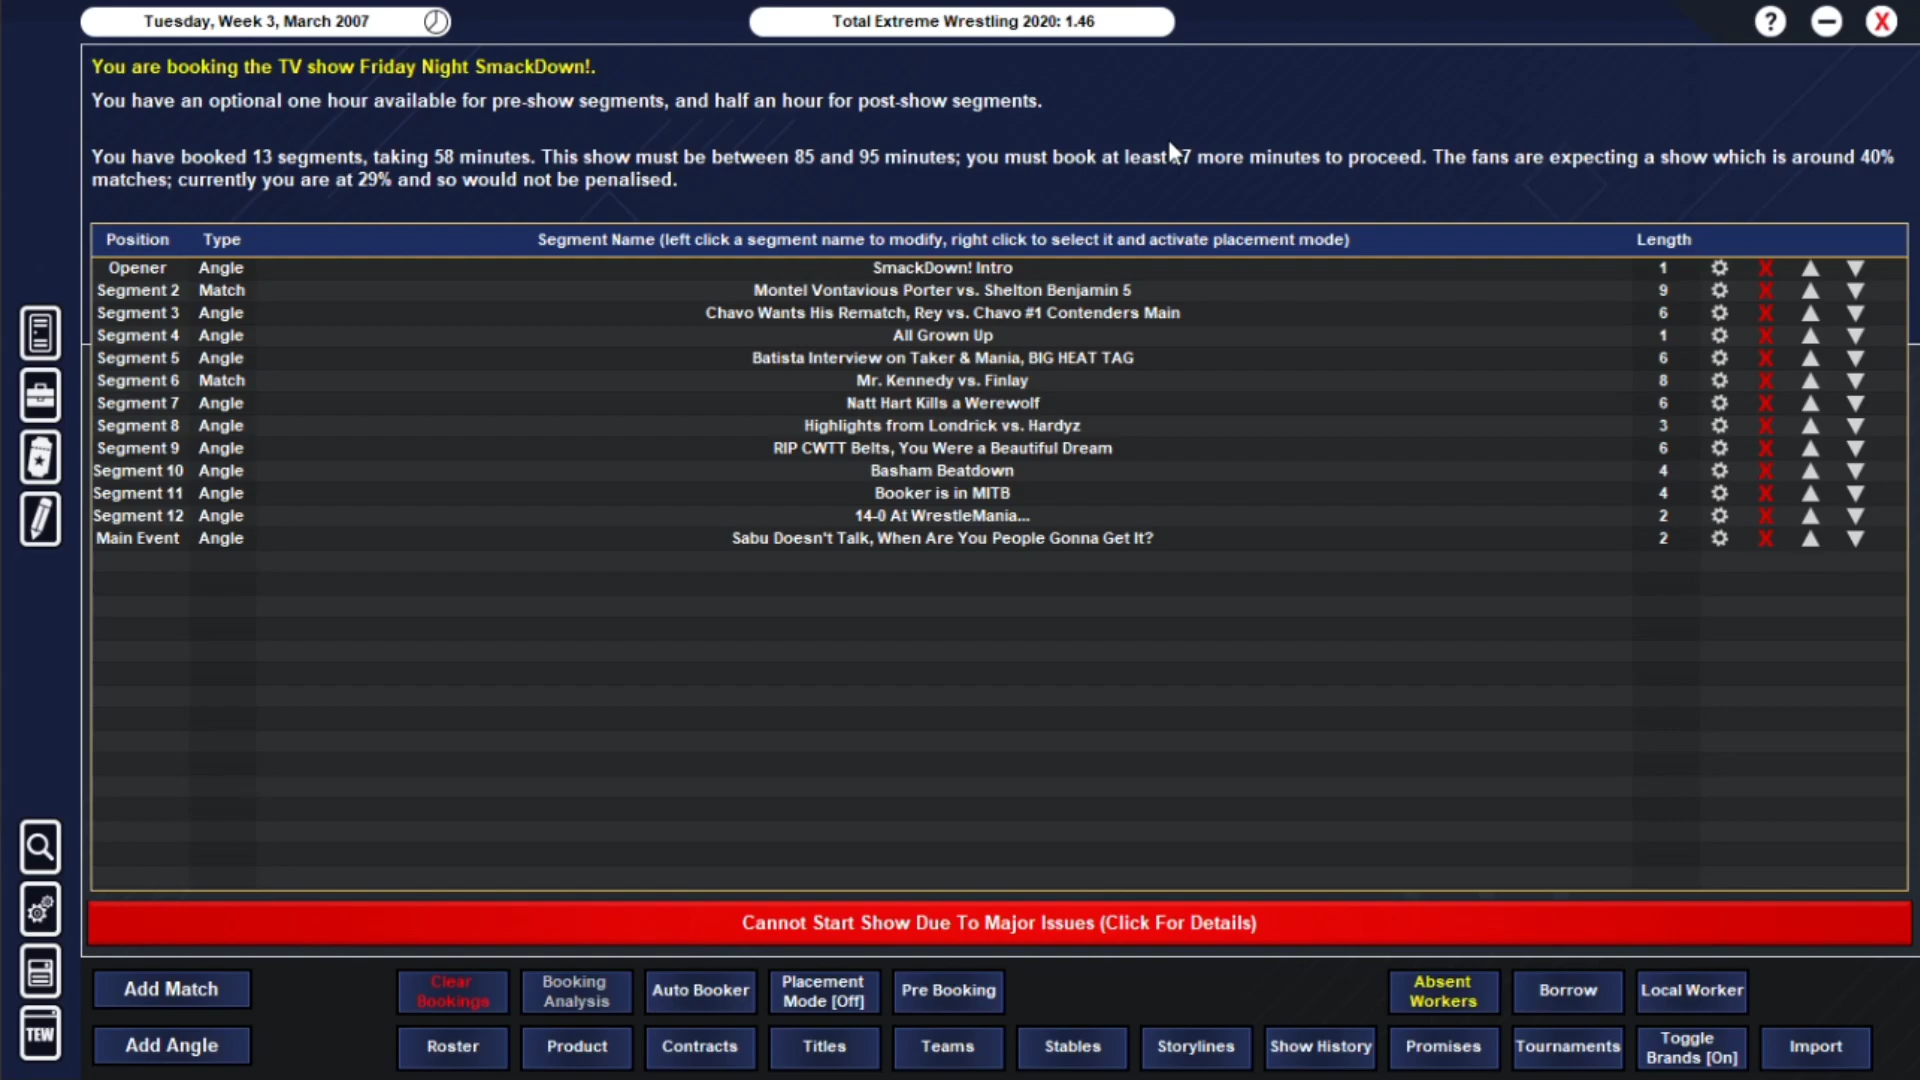 Tuesday, Week 3, March 2007
Total Extreme Wrestling 2020: 1.46
? − X
You are booking the TV show Friday Night SmackDown!.
You have an optional one hour available for pre-show segments, and half an hour for post-show segments.
You have booked 13 segments, taking 58 minutes. This show must be between 85 and 95 minutes; you must book at least 7 more minutes to proceed. The fans are expecting a show which is around 40%
matches; currently you are at 29% and so would not be penalised.
Position Type Segment Name (left click a segment name to modify, right click to select it and activate placement mode) Length
Opener Angle SmackDown! Intro 1 X
Segment 2 Match Montel Vontavious Porter vs. Shelton Benjamin 5 9 X
Segment 3 Angle Chavo Wants His Rematch, Rey vs. Chavo #1 Contenders Main 6 X
Segment 4 Angle All Grown Up 1 X
Segment 5 Angle Batista Interview on Taker & Mania, BIG HEAT TAG 6 X
Segment 6 Match Mr. Kennedy vs. Finlay 8 X
Segment 7 Angle Natt Hart Kills a Werewolf 6 X
Segment 8 Angle Highlights from Londrick vs. Hardyz 3 X
Segment 9 Angle RIP CWTT Belts, You Were a Beautiful Dream 6 X
Segment 10 Angle Basham Beatdown 4 X
Segment 11 Angle Booker is in MITB 4 X
Segment 12 Angle 14-0 At WrestleMania... 2 X
Main Event Angle Sabu Doesn't Talk, When Are You People Gonna Get It? 2 X
Cannot Start Show Due To Major Issues (Click For Details)
Add Match
Clear
Bookings
Booking
Analysis
Auto Booker
Placement
Mode [Off]
Pre Booking
Absent
Workers
Borrow
Local Worker
TEW
Add Angle
Roster
Product
Contracts
Titles
Teams
Stables
Storylines
Show History
Promises
Tournaments
Toggle
Brands [On]
Import